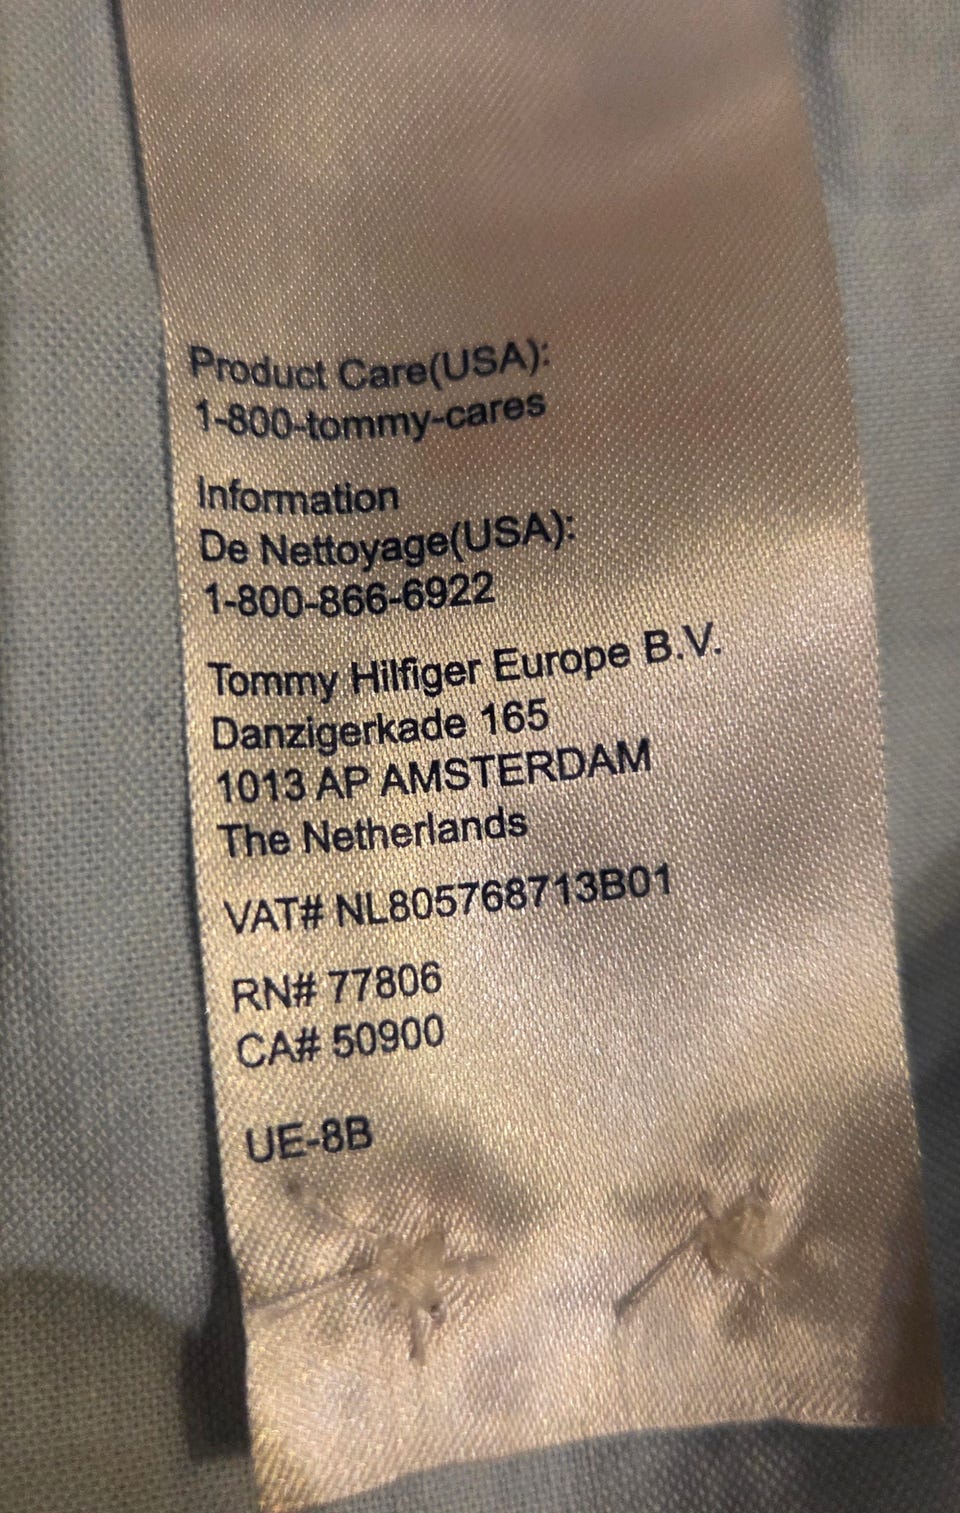 Product Care(USA):
1-800-tommy-cares
Information
De Nettoyage(USA):
1-800-866-6922
Tommy Hilfiger Europe B.V.
Danzigerkade 165
1013 AP AMSTERDAM
The Netherlands
VAT# NL805768713B01
RN# 77806
CA# 50900
UE-8B